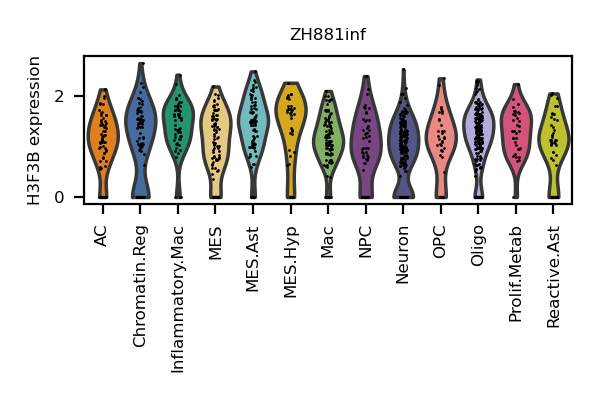 ZH881inf
H3F3B expression
2
0
AC
Chromatin.Reg
Inflammatory.Mac
MES
MES.Ast
MES.Hyp
Mac
NPC
Neuron
OPC
Oligo
Prolif.Metab
Reactive.Ast